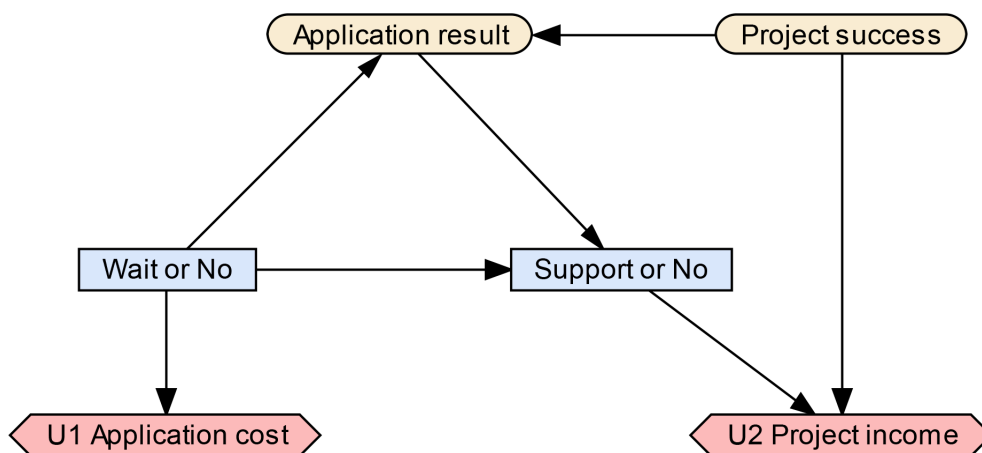 Application result
Project success
Wait or No
Support or No
U1 Application cost
U2 Project income